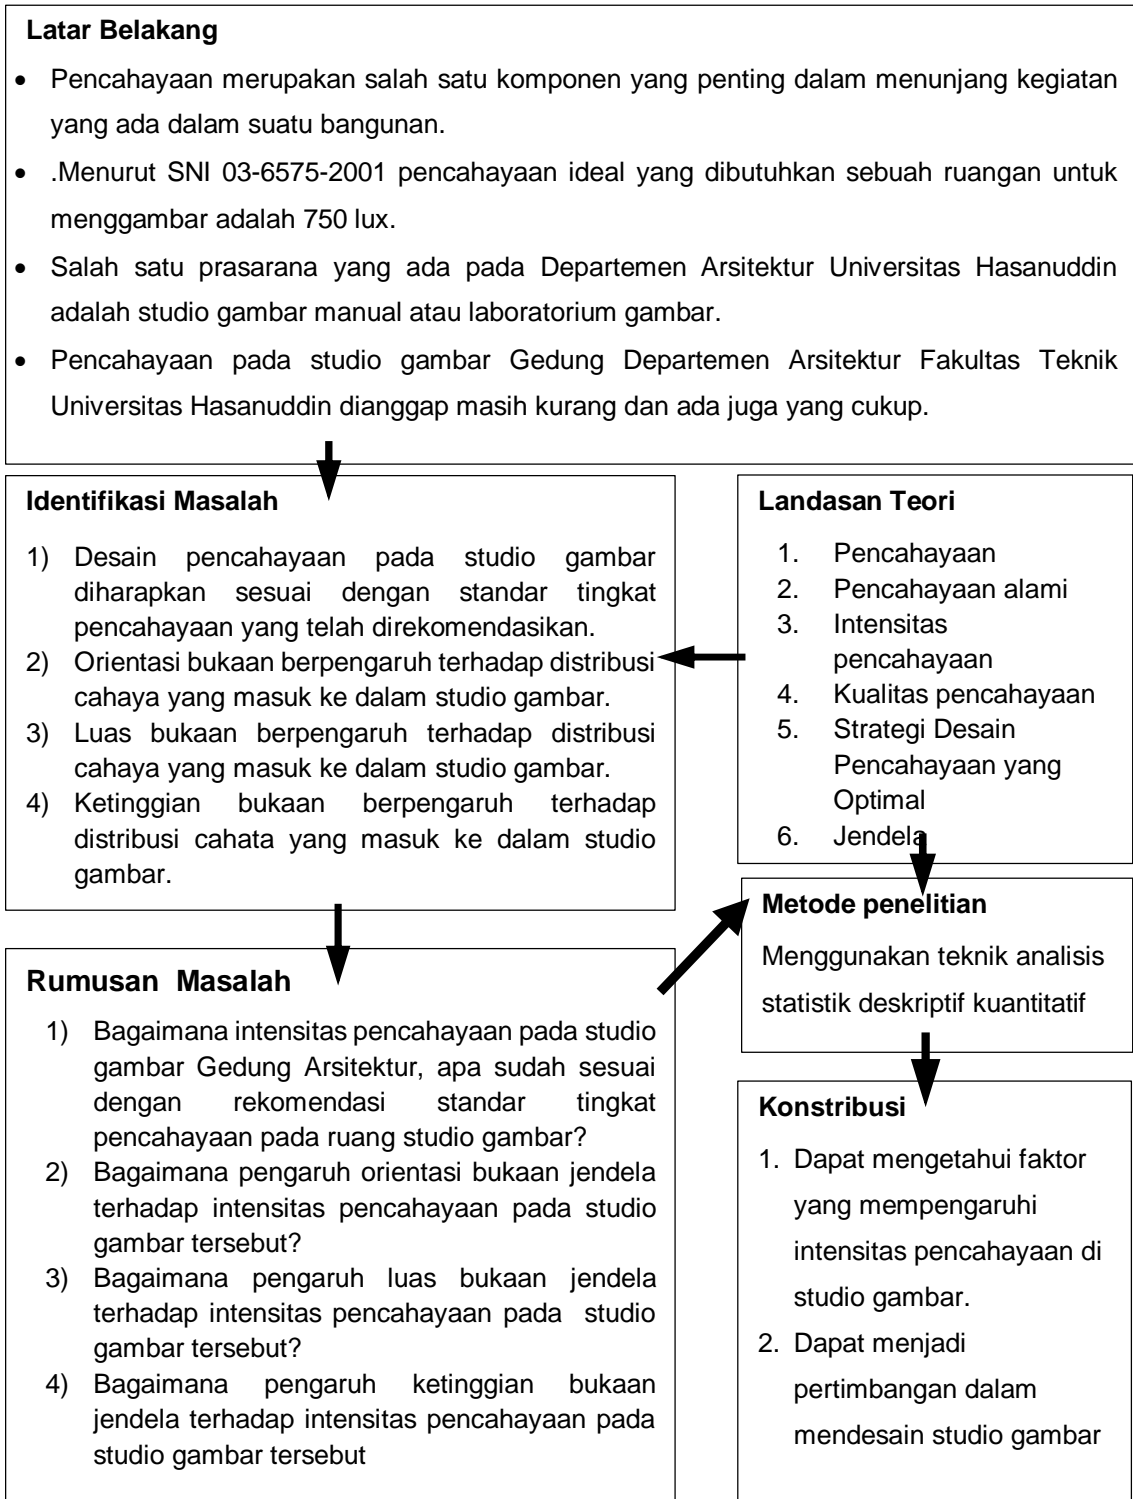 Latar Belakang
• Pencahayaan merupakan salah satu komponen yang penting dalam menunjang kegiatan
yang ada dalam suatu bangunan.
• .Menurut SNI 03-6575-2001 pencahayaan ideal yang dibutuhkan sebuah ruangan untuk
menggambar adalah 750 lux.
• Salah satu prasarana yang ada pada Departemen Arsitektur Universitas Hasanuddin
adalah studio gambar manual atau laboratorium gambar.
• Pencahayaan pada studio gambar Gedung Departemen Arsitektur Fakultas Teknik
Universitas Hasanuddin dianggap masih kurang dan ada juga yang cukup.
Identifikasi Masalah
1) Desain pencahayaan pada studio gambar
diharapkan sesuai dengan standar tingkat
pencahayaan yang telah direkomendasikan.
2) Orientasi bukaan berpengaruh terhadap distribusi
cahaya yang masuk ke dalam studio gambar.
3) Luas bukaan berpengaruh terhadap distribusi
cahaya yang masuk ke dalam studio gambar.
4) Ketinggian bukaan berpengaruh terhadap
distribusi cahata yang masuk ke dalam studio
gambar.
Landasan Teori
1. Pencahayaan
2. Pencahayaan alami
3. Intensitas
pencahayaan
4. Kualitas pencahayaan
5. Strategi Desain
Pencahayaan yang
Optimal
6. Jendela
Rumusan Masalah
1) Bagaimana intensitas pencahayaan pada studio
gambar Gedung Arsitektur, apa sudah sesuai
dengan rekomendasi standar tingkat
pencahayaan pada ruang studio gambar?
2) Bagaimana pengaruh orientasi bukaan jendela
terhadap intensitas pencahayaan pada studio
gambar tersebut?
3) Bagaimana pengaruh luas bukaan jendela
terhadap intensitas pencahayaan pada studio
gambar tersebut?
4) Bagaimana pengaruh ketinggian bukaan
jendela terhadap intensitas pencahayaan pada
studio gambar tersebut
Metode penelitian
Menggunakan teknik analisis
statistik deskriptif kuantitatif
Konstribusi
1. Dapat mengetahui faktor
yang mempengaruhi
intensitas pencahayaan di
studio gambar.
2. Dapat menjadi
pertimbangan dalam
mendesain studio gambar